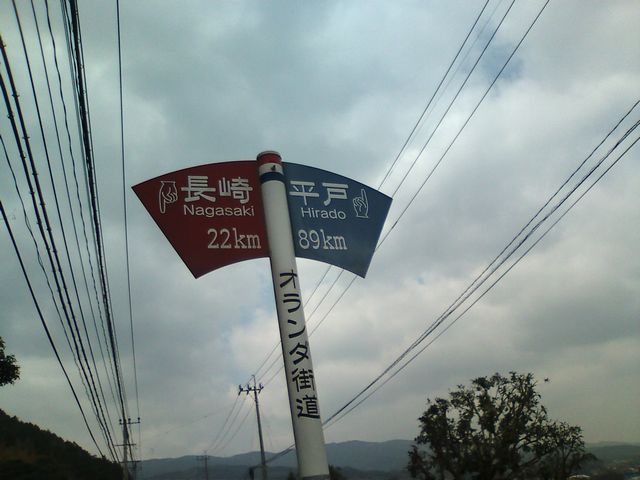 長崎
Nagasaki
22km
平戸
Hirado
89km
オランダ街道